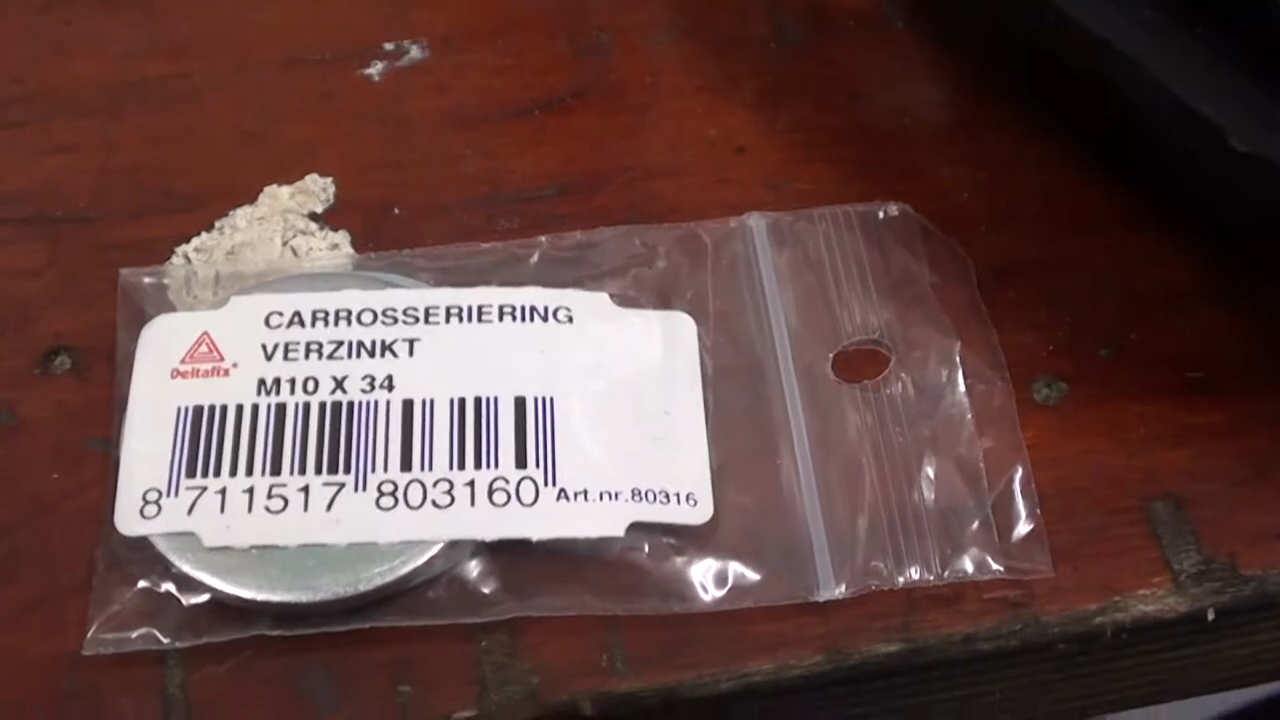 CARROSSERIERING
VERZINKT
M10 X 34
Deltafix®
8 711517 803160
Art.nr.80316